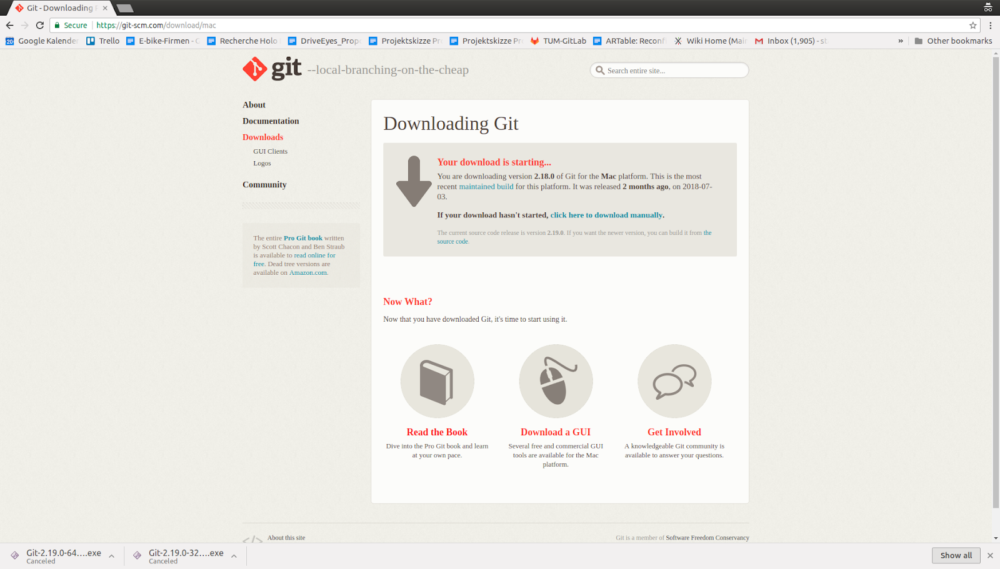 Git - Downloading P
Secure https://git-scm.com/download/mac
Google Kalender Trello E-bike-Firmen - G Recherche Holo DriveEyes_Propo Projektskizze Pro Projektskizze Pro TUM-GitLab ARTable: Reconfi Wiki Home (Main Inbox (1,905) - st » Other bookmarks
git --local-branching-on-the-cheap
Search entire site...
About
Documentation
Downloads
GUI Clients
Logos
Community
The entire Pro Git book written
by Scott Chacon and Ben Straub
is available to read online for
free. Dead tree versions are
available on Amazon.com.
Downloading Git
Your download is starting...
You are downloading version 2.18.0 of Git for the Mac platform. This is the most
recent maintained build for this platform. It was released 2 months ago, on 2018-07-
03.
If your download hasn't started, click here to download manually.
The current source code release is version 2.19.0. If you want the newer version, you can build it from the
source code.
Now What?
Now that you have downloaded Git, it's time to start using it.
Read the Book
Dive into the Pro Git book and learn
at your own pace.
Download a GUI
Several free and commercial GUI
tools are available for the Mac
platform.
Get Involved
A knowledgeable Git community is
available to answer your questions.
About this site
Git is a member of Software Freedom Conservancy
Git-2.19.0-64....exe
Canceled
Git-2.19.0-32....exe
Canceled
Show all